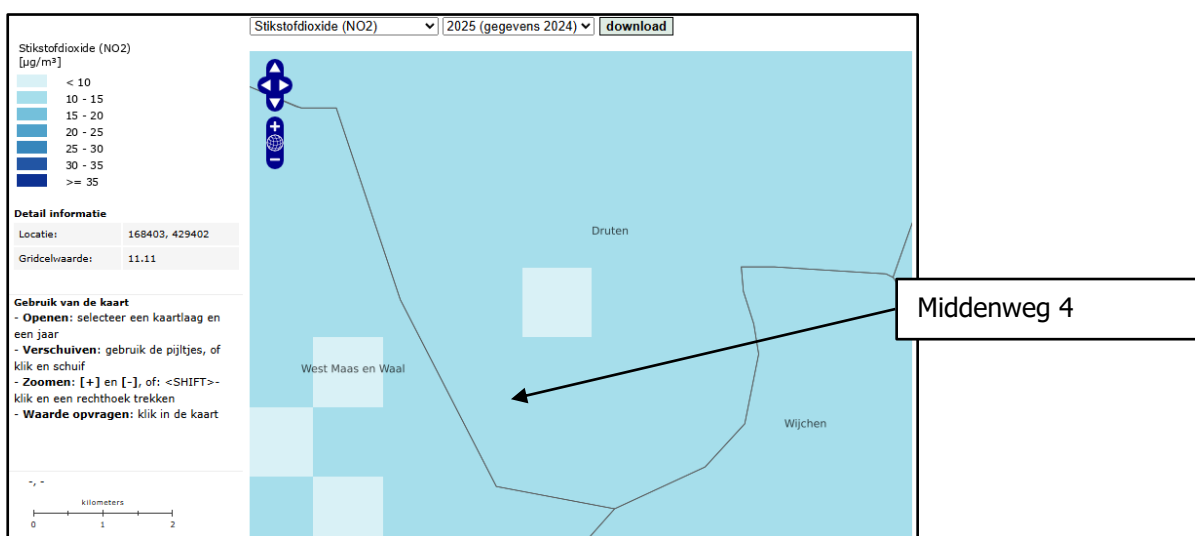 Stikstofdioxide (NO2) 2025 (gegevens 2024) download
Stikstofdioxide (NO2)
[µg/m³]
< 10
10 - 15
15 - 20
20 - 25
25 - 30
30 - 35
>= 35
Detail informatie
Locatie: 168403, 429402
Gridcelwaarde: 11.11
Gebruik van de kaart
- Openen: selecteer een kaartlaag en
een jaar
- Verschuiven: gebruik de pijltjes, of
klik en schuif
- Zoomen: [+] en [-], of: <SHIFT>-
klik en een rechthoek trekken
- Waarde opvragen: klik in de kaart
-, -
kilometers
0 1 2
Druten
West Maas en Waal
Wijchen
Middenweg 4